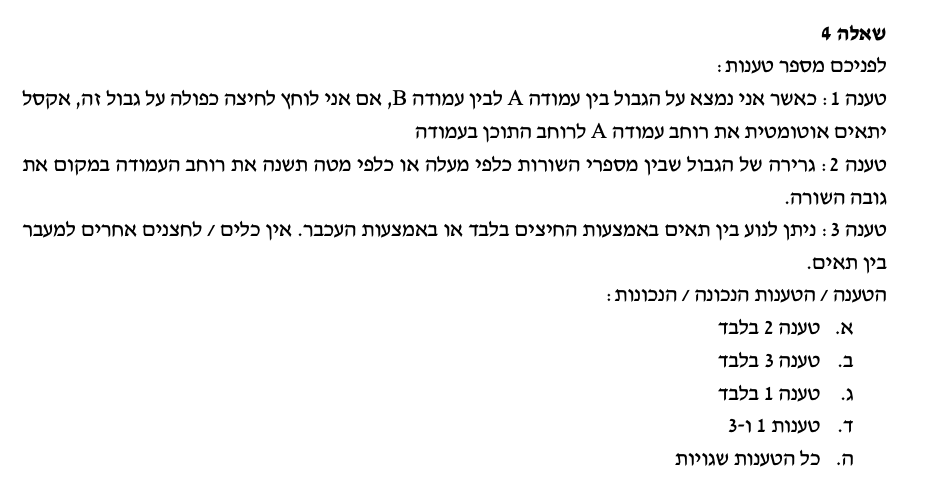 שאלה 4
לפניכם מספר טענות:
טענה 1: כאשר אני נמצא על הגבול בין עמודה A לבין עמודה B, אם אני לוחץ לחיצה כפולה על גבול זה, אקסל
יתאים אוטומטית את רוחב עמודה A לרוחב התוכן בעמודה
טענה 2: גרירה של הגבול שבין מספרי השורות כלפי מעלה או כלפי מטה תשנה את רוחב העמודה במקום את
גובה השורה.
טענה 3: ניתן לנוע בין תאים באמצעות החיצים בלבד או באמצעות העכבר. אין כלים / לחצנים אחרים למעבר
בין תאים.
הטענה / הטענות הנכונה / הנכונות:
א. טענה 2 בלבד
ב. טענה 3 בלבד
ג. טענה 1 בלבד
ד. טענות 1 ו-3
ה. כל הטענות שגויות